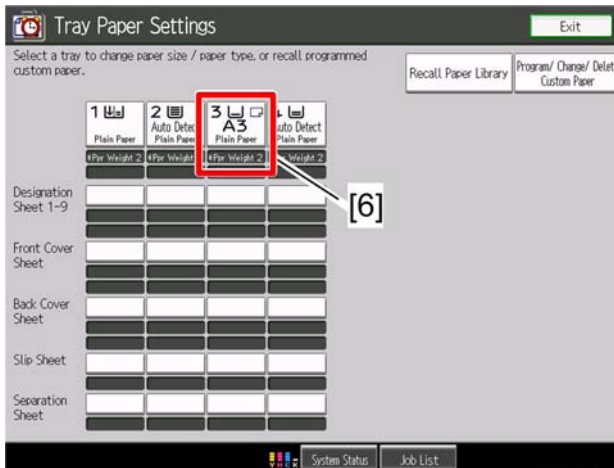 Tray Paper Settings
Exit
Select a tray to change paper size / paper type, or recall programmed
custom paper.
Recall Paper Library
Program/ Change/ Delet
Custom Paper
1
Plain Paper
2
Auto Detec
Plain Pape
3
A3
Plain Paper
uto Detect
Plain Paper
*Ppr Weight 2
*Ppr Weight
*Ppr Weight 2
Weight 2
[6]
Designation
Sheet 1-9
Front Cover
Sheet
Back Cover
Sheet
Slip Sheet
Separation
Sheet
Y M C K
System Status
Job List